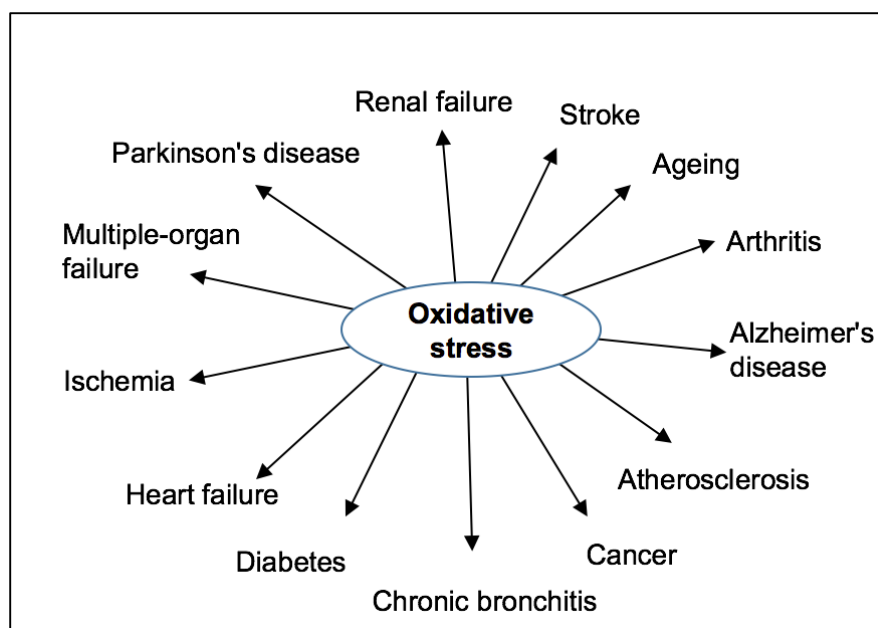 Renal failure
Stroke
Parkinson's disease
Ageing
Multiple-organ
failure
Arthritis
Oxidative
stress
Alzheimer's
disease
Ischemia
Atherosclerosis
Heart failure
Diabetes
Cancer
Chronic bronchitis